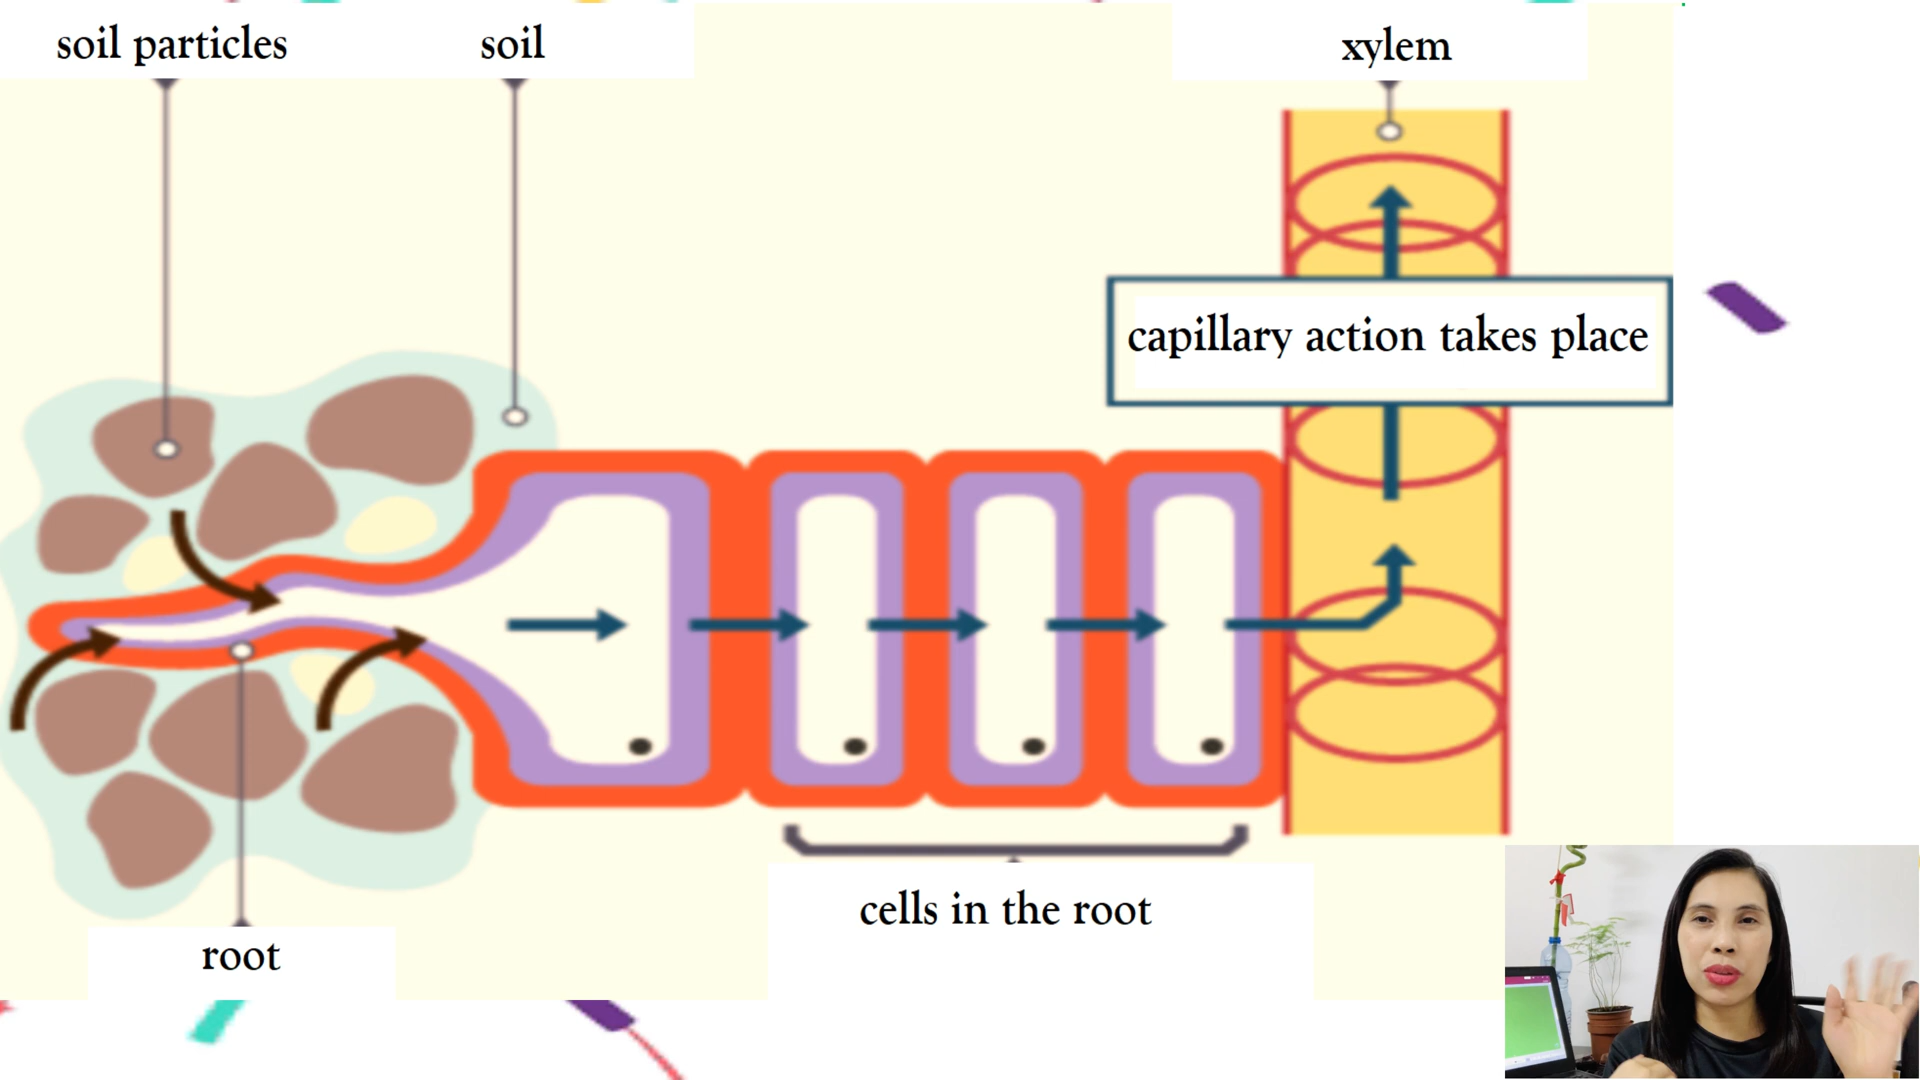 soil particles
soil
xylem
capillary action takes place
cells in the root
root